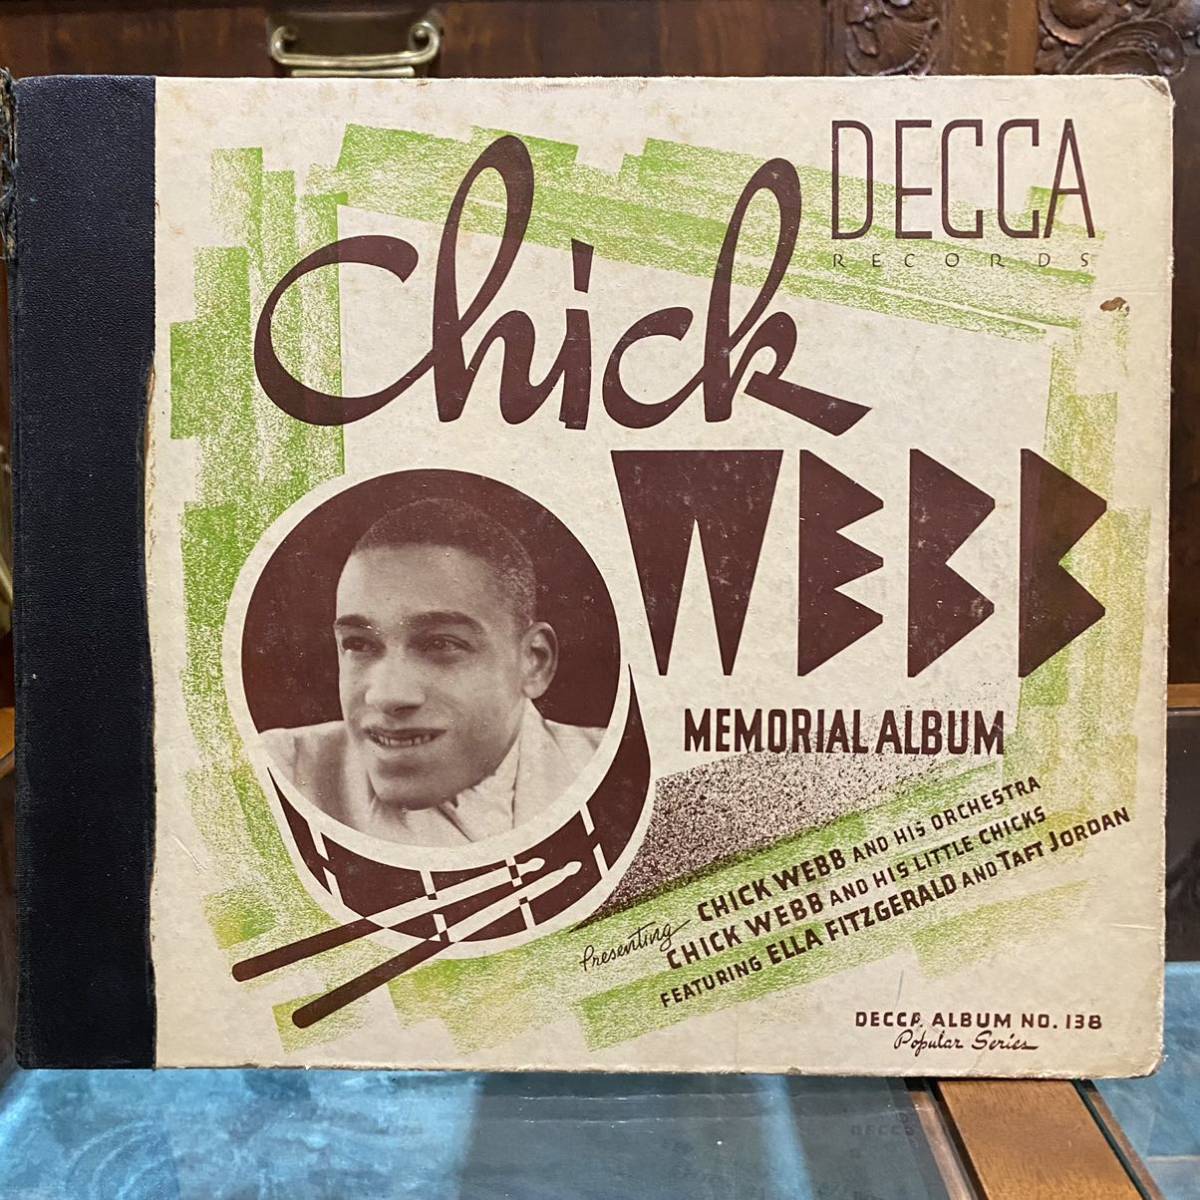 DECCA
RECORDS
Chick
WEBB
MEMORIAL ALBUM
Presenting CHICK WEBB AND HIS ORCHESTRA
CHICK WEBB AND HIS LITTLE CHICKS
FEATURING ELLA FITZGERALD AND TAFT JORDAN
DECCA ALBUM NO. 138
Popular Series